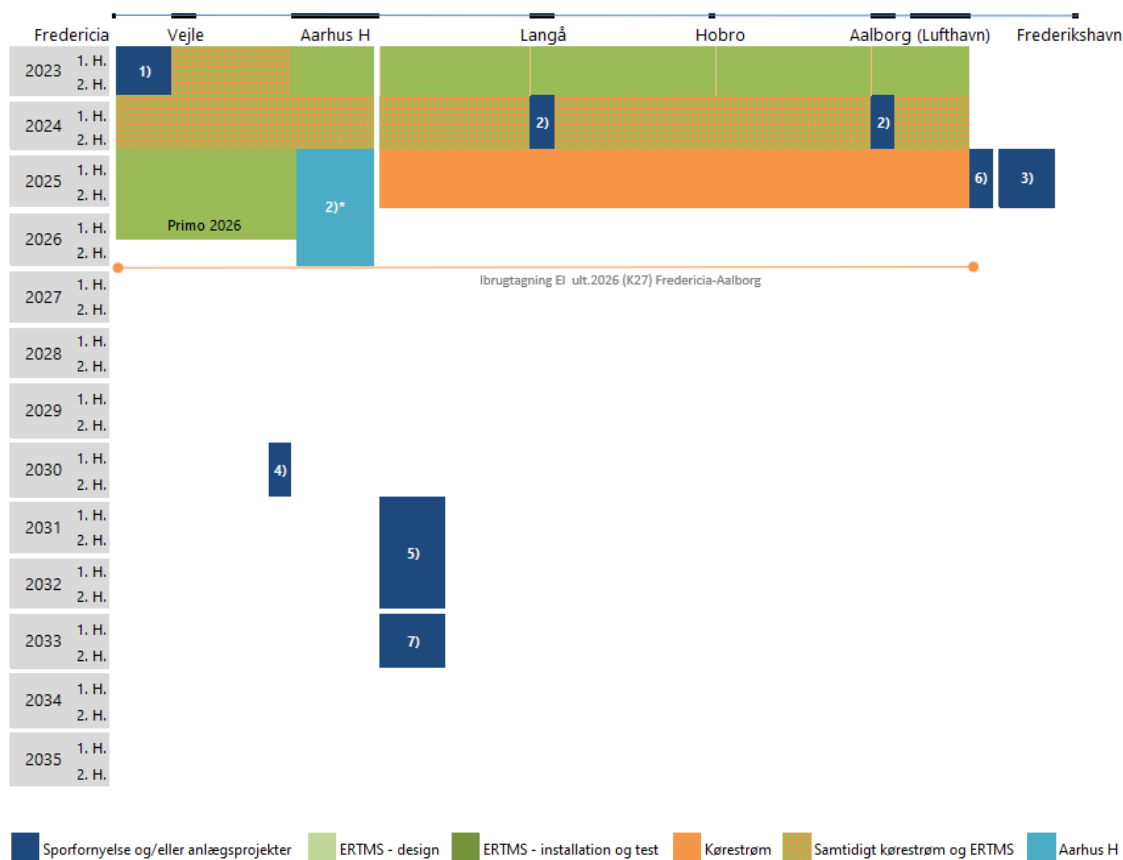 Fredericia Vejle Aarhus H Langå Hobro Aalborg (Lufthavn) Frederikshavn
2023 1. H. 2. H. 1)
2024 1. H. 2. H. 2) 2)
2025 1. H. 2. H. 2)* 6) 3)
Primo 2026
2026 1. H. 2. H.
Ibrugtagning El ult.2026 (K27) Fredericia-Aalborg
2027 1. H. 2. H.
2028 1. H. 2. H.
2029 1. H. 2. H.
2030 1. H. 2. H. 4)
2031 1. H. 2. H.
5)
2032 1. H. 2. H.
2033 1. H. 2. H. 7)
2034 1. H. 2. H.
2035 1. H. 2. H.
Sporfornyelse og/eller anlægsprojekter ERTMS - design ERTMS - installation og test Kørestrøm Samtidigt kørestrøm og ERTMS Aarhus H